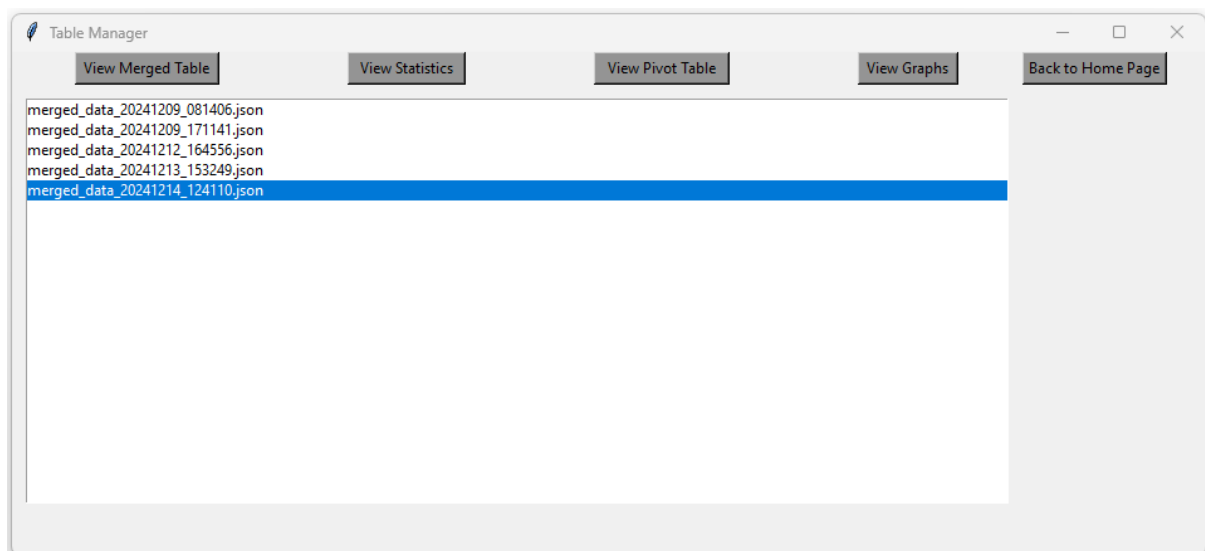 Table Manager
View Merged Table View Statistics View Pivot Table View Graphs Back to Home Page
merged_data_20241209_081406.json
merged_data_20241209_171141.json
merged_data_20241212_164556.json
merged_data_20241213_153249.json
merged_data_20241214_124110.json